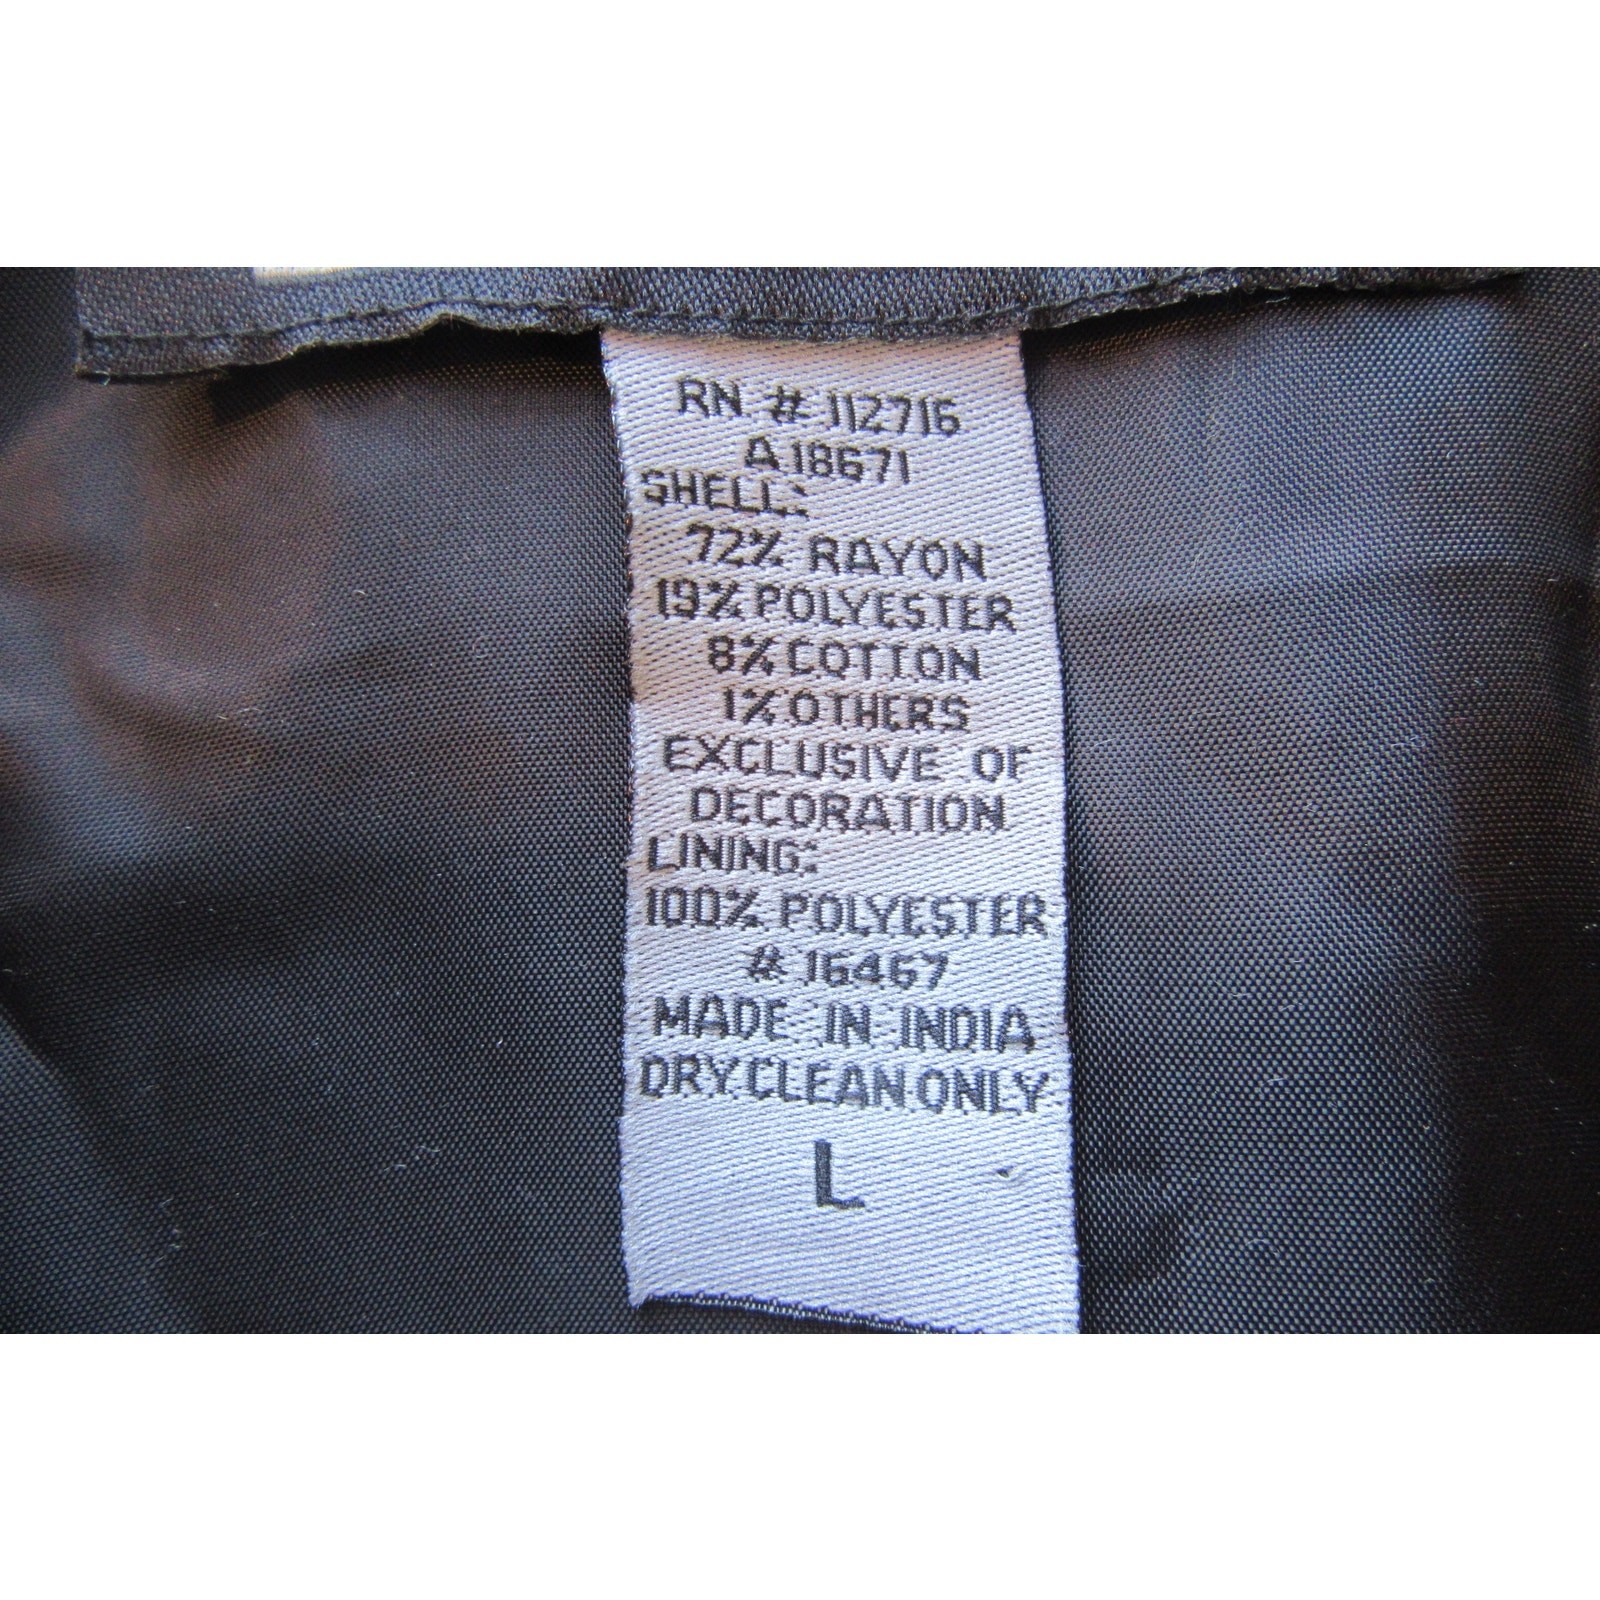 RN # 112716
A18671
SHELL:
72% RAYON
19% POLYESTER
8% COTTON
1% OTHERS
EXCLUSIVE OF
DECORATION
LINING:
100% POLYESTER
# 16467
MADE IN INDIA
DRY CLEAN ONLY
L